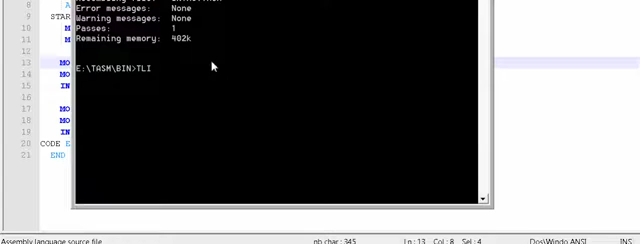 8
9 STAR
10 M
11 M
12
13 MO
14 MO
15 IN
16
17 MO
18 MO
19 IN
20 CODE E
21 END
Error messages: None
Warning messages: None
Passes: 1
Remaining memory: 402k
E:\TASM\BIN>TLI
Assembly language source file nb char : 345 Ln : 13 Col : 8 Sel : 4 Dos\Windo ANSI INS